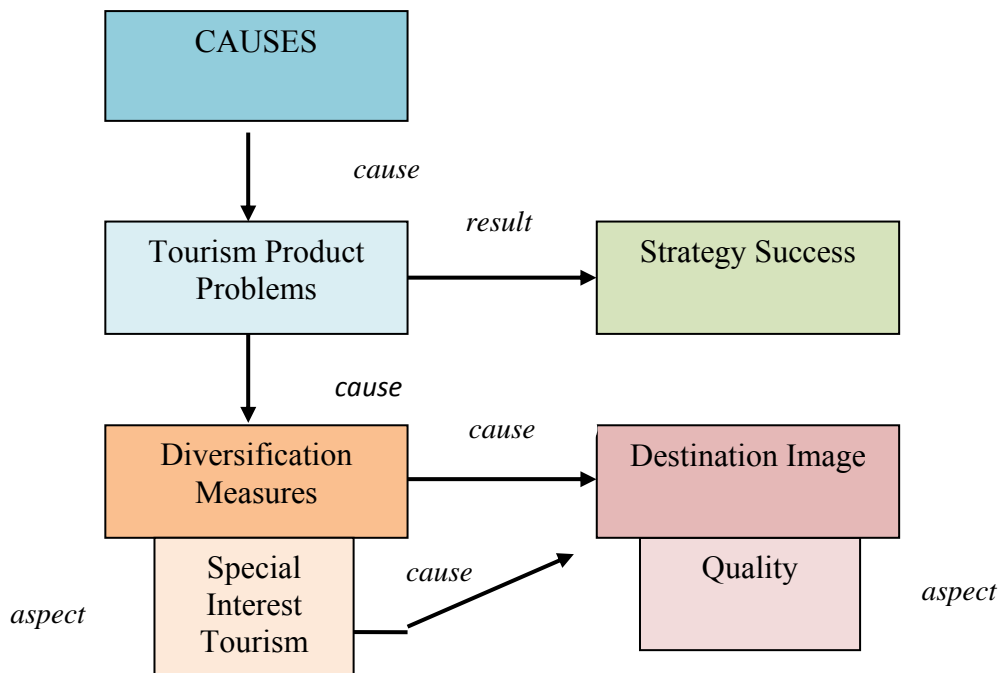 CAUSES
cause
result
Tourism Product
Problems
Strategy Success
cause
cause
Diversification
Measures
Destination Image
Special
Interest
Tourism
cause
Quality
aspect
aspect